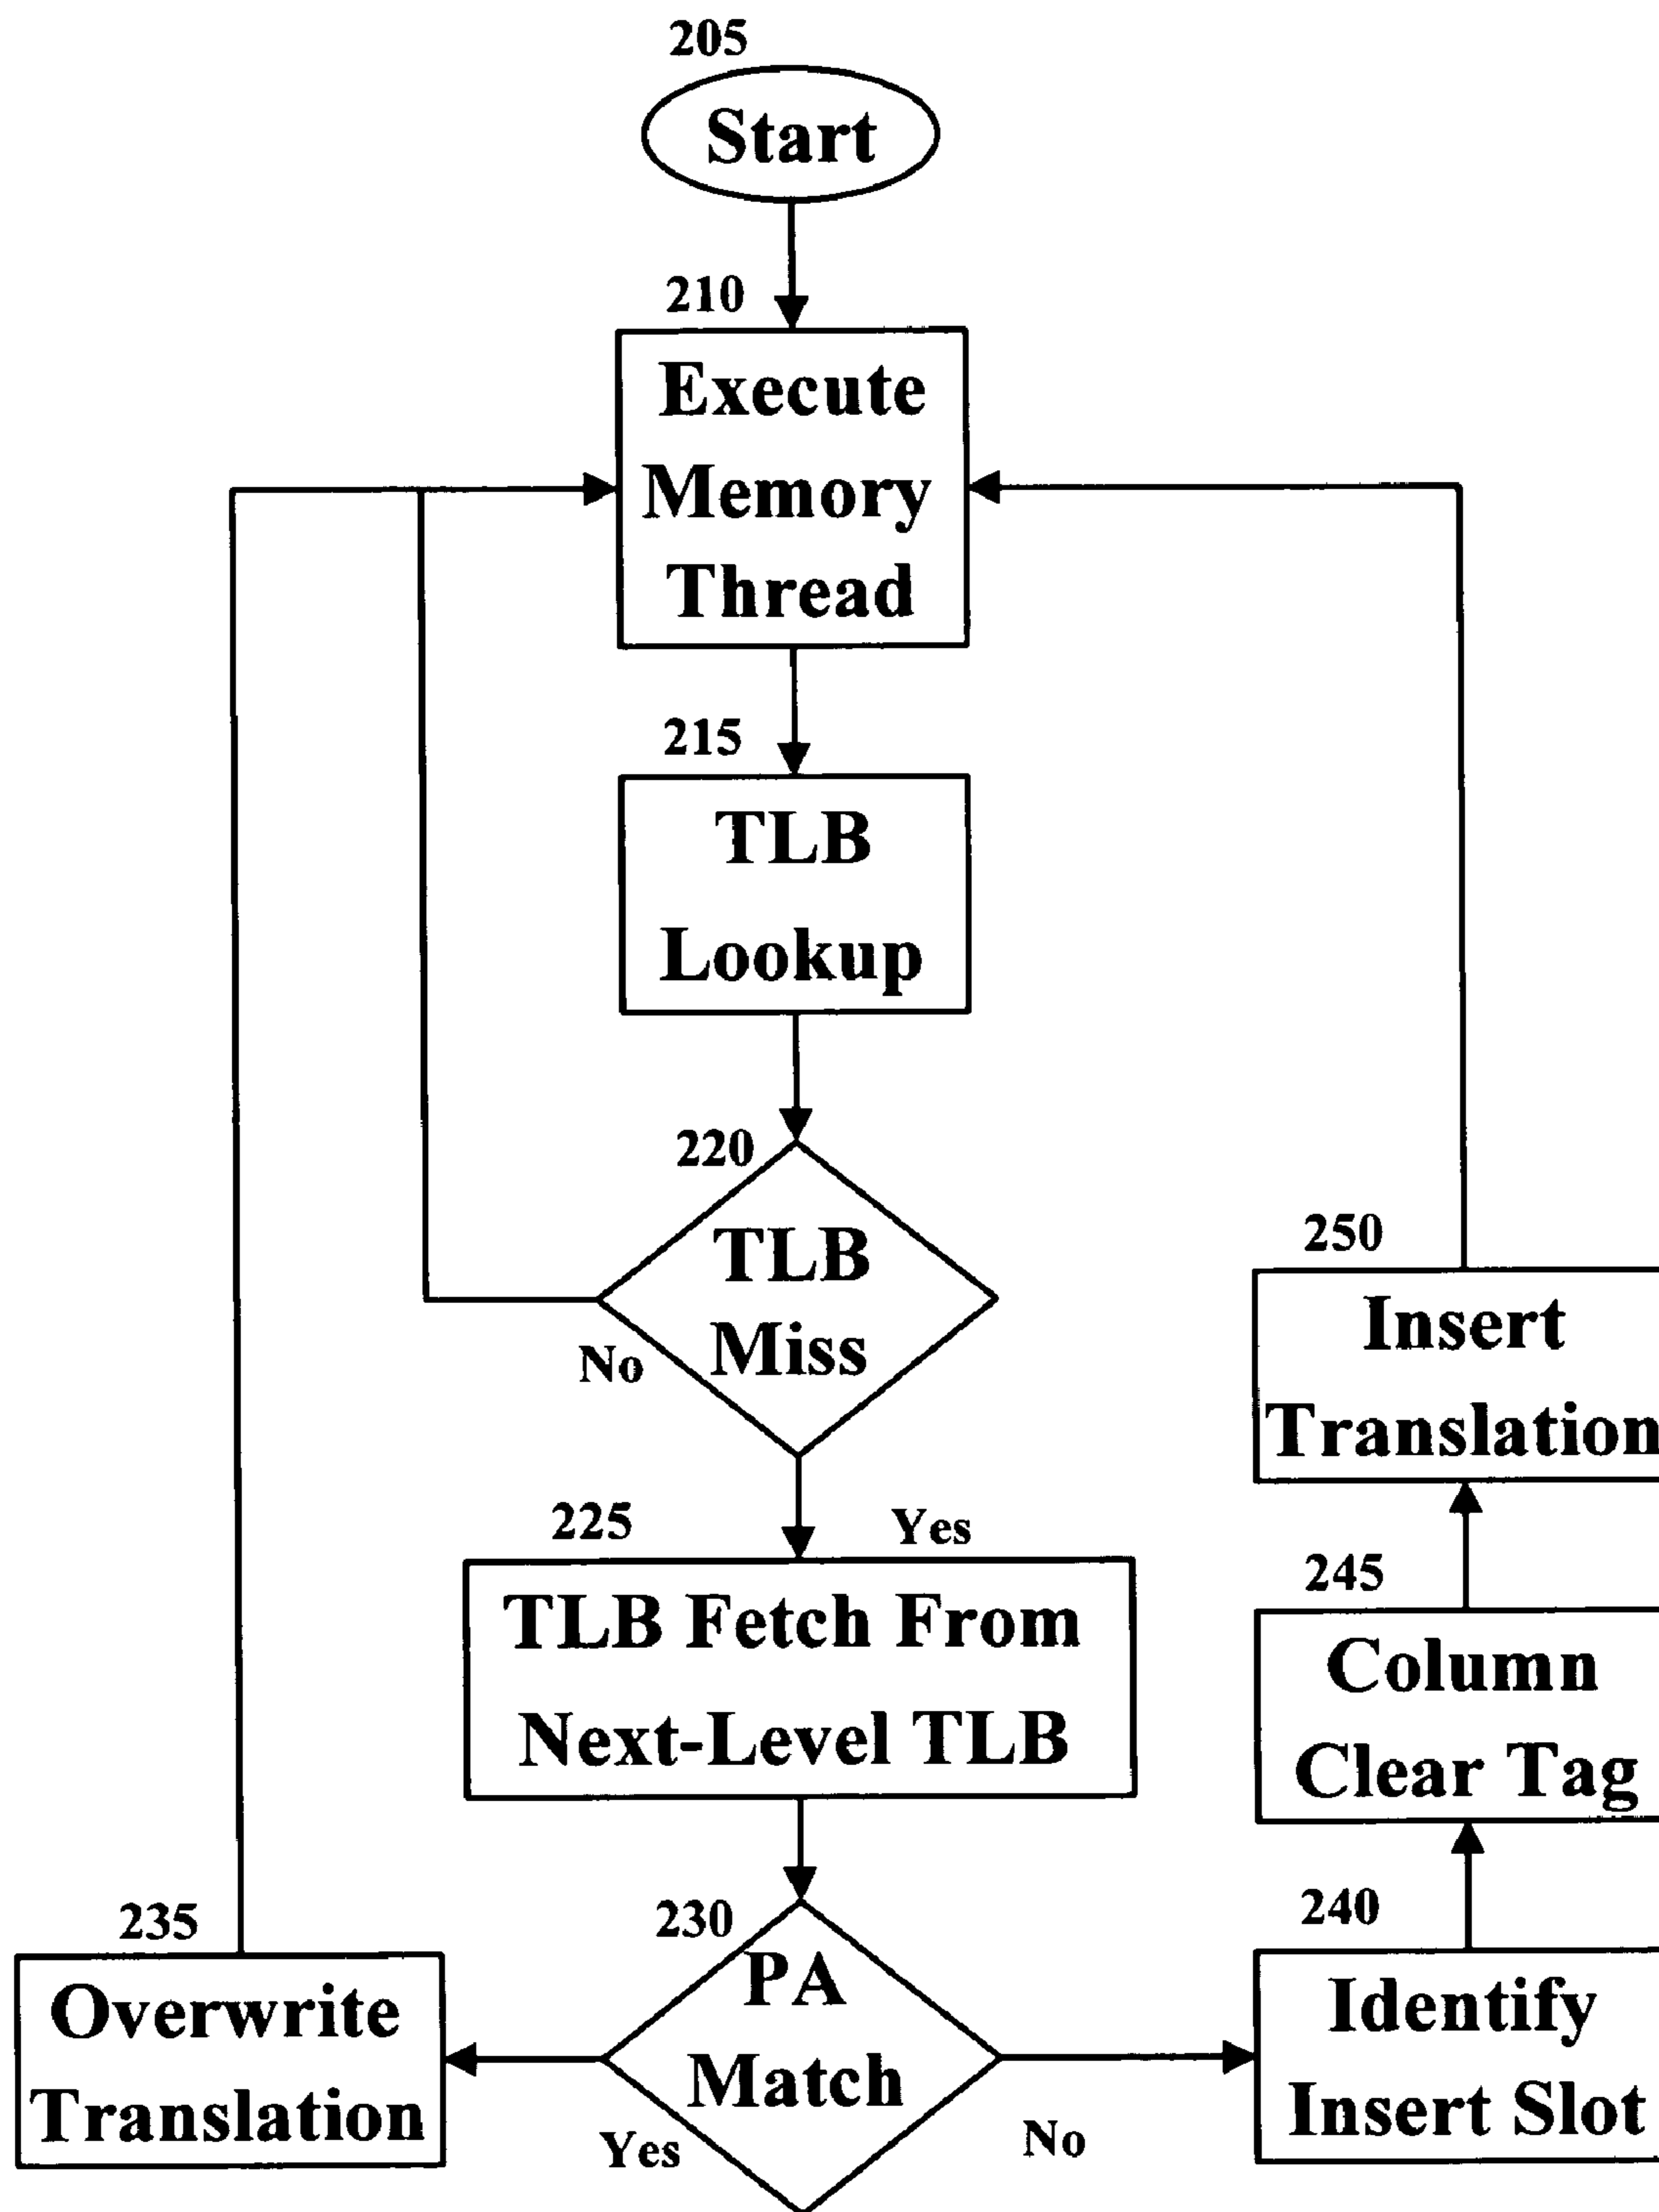 205
Start
210
Execute
Memory
Thread
215
TLB
Lookup
220
TLB
Miss
No
Yes
225
TLB Fetch From
Next-Level TLB
230
PA
Match
Yes
No
235
Overwrite
Translation
240
Identify
Insert Slot
245
Column
Clear Tag
250
Insert
Translation